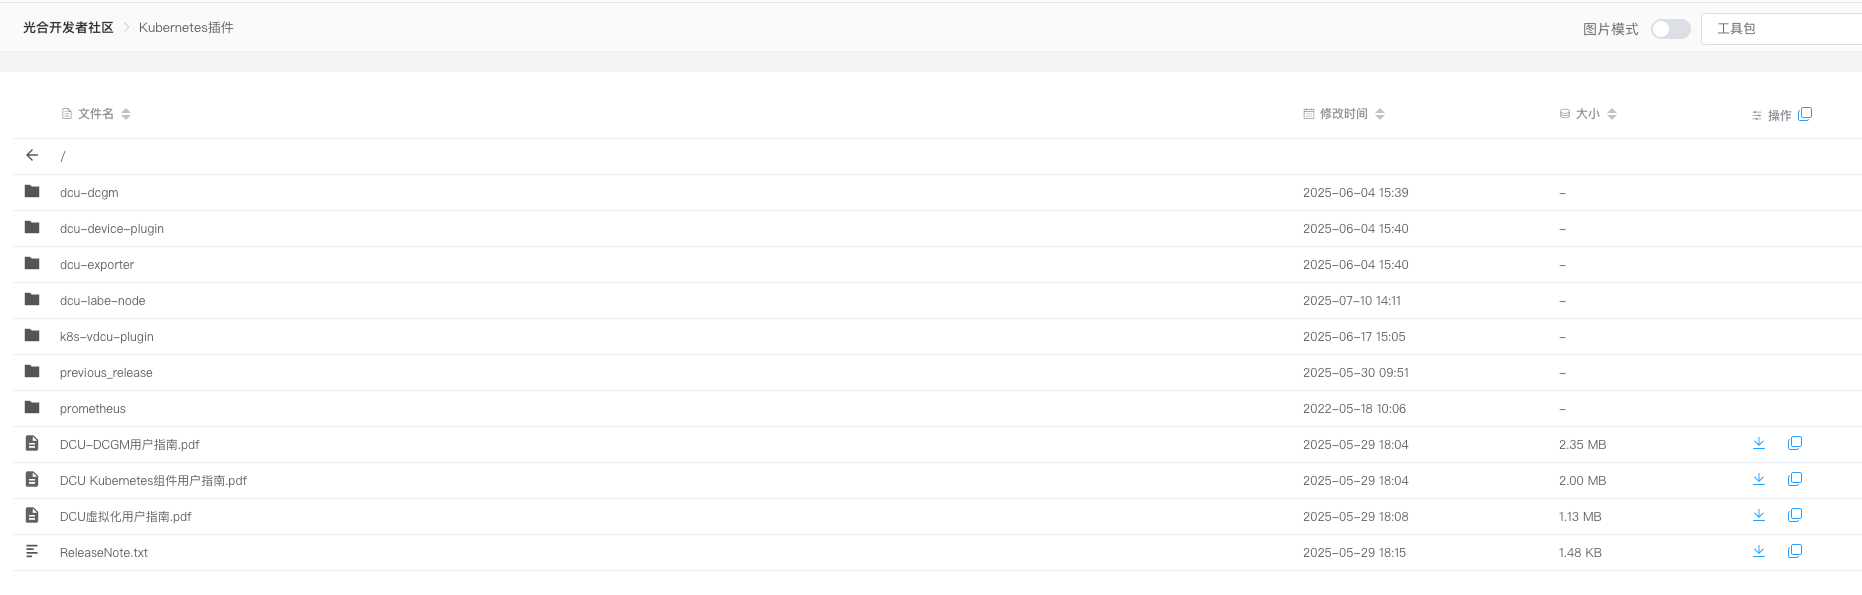 光合开发者社区 > Kubernetes插件 图片模式 工具包
文件名 修改时间 大小 操作
/
dcu-dcgm 2025-06-04 15:39 -
dcu-device-plugin 2025-06-04 15:40 -
dcu-exporter 2025-06-04 15:40 -
dcu-labe-node 2025-07-10 14:11 -
k8s-vdcu-plugin 2025-06-17 15:05 -
previous_release 2025-05-30 09:51 -
prometheus 2022-05-18 10:06 -
DCU-DCGM用户指南.pdf 2025-05-29 18:04 2.35 MB
DCU Kubernetes组件用户指南.pdf 2025-05-29 18:04 2.00 MB
DCU虚拟化用户指南.pdf 2025-05-29 18:08 1.13 MB
ReleaseNote.txt 2025-05-29 18:15 1.48 KB